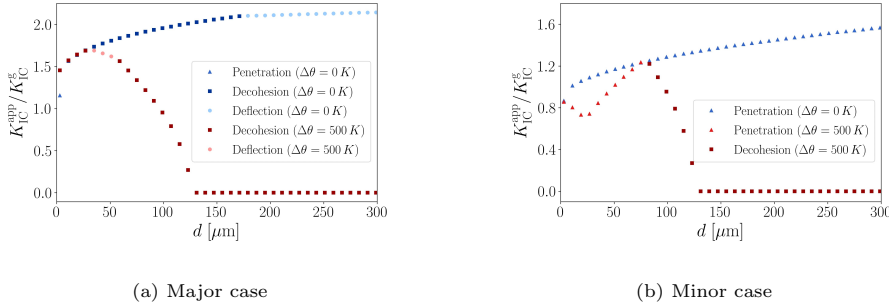 2.0
1.5
1.0
0.5
0.0
K_IC^app/K_IC^g
Penetration (Δθ = 0 K)
Decohesion (Δθ = 0 K)
Deflection (Δθ = 0 K)
Decohesion (Δθ = 500 K)
Deflection (Δθ = 500 K)
0 50 100 150 200 250 300
d [μm]
(a) Major case
1.6
1.2
0.8
0.4
0.0
K_IC^app/K_IC^g
Penetration (Δθ = 0 K)
Penetration (Δθ = 500 K)
Decohesion (Δθ = 500 K)
0 50 100 150 200 250 300
d [μm]
(b) Minor case